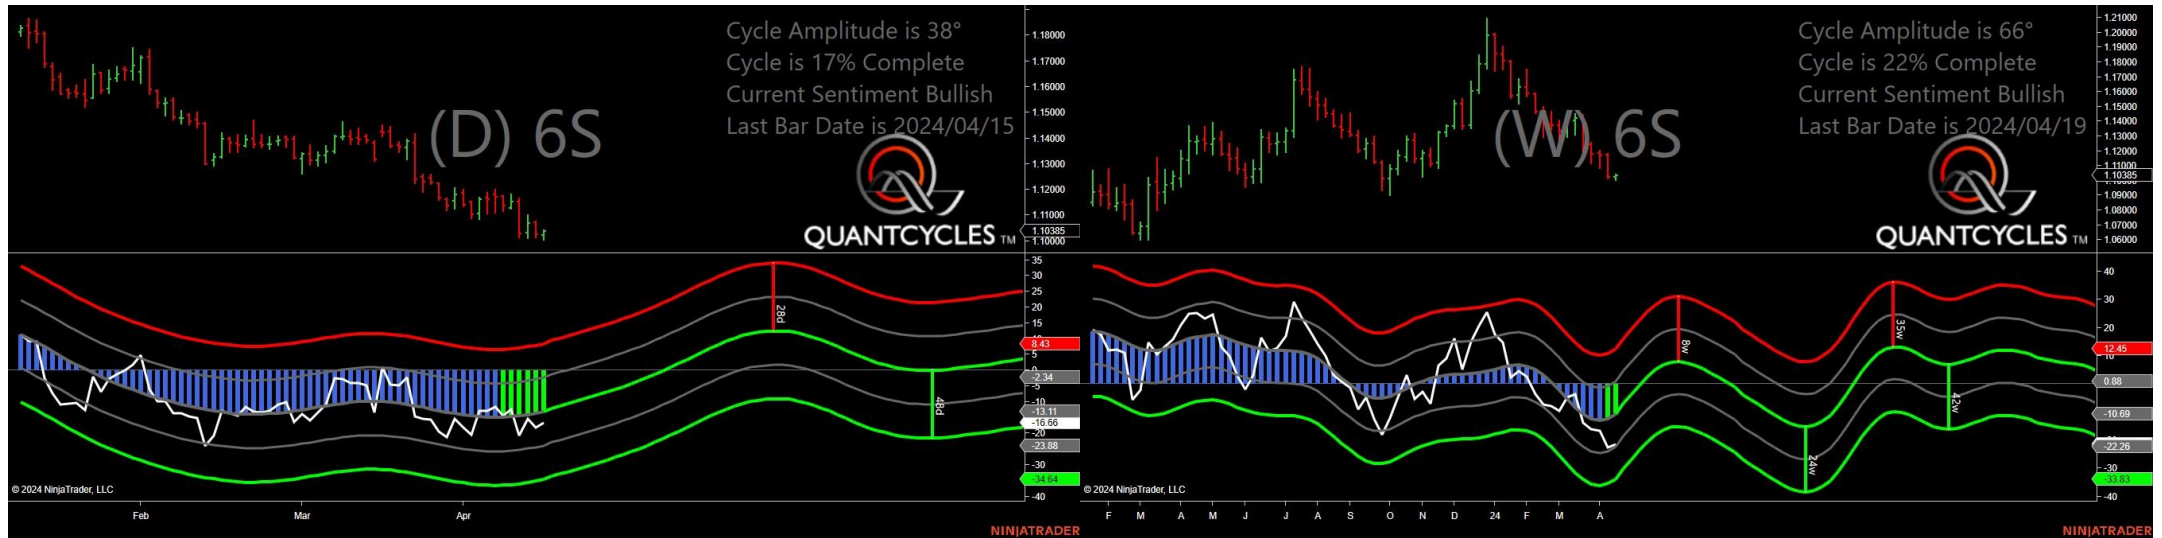 Cycle Amplitude is 38°
Cycle is 17% Complete
Current Sentiment Bullish
Last Bar Date is 2024/04/15
(D) 6S
QUANTCYCLES TM
1.18000
1.17000
1.16000
1.15000
1.14000
1.13000
1.12000
1.11000
1.10385
1.10000
35
30
25
20
15
8.43
5
0
-2.34
-5
-10
-13.11
-16.66
-20
-23.88
-30
-34.64
-40
28d
48d
© 2024 NinjaTrader, LLC
Feb Mar Apr
NINJATRADER
Cycle Amplitude is 66°
Cycle is 22% Complete
Current Sentiment Bullish
Last Bar Date is 2024/04/19
(W) 6S
QUANTCYCLES TM
1.21000
1.20000
1.19000
1.18000
1.17000
1.16000
1.15000
1.14000
1.13000
1.12000
1.11000
1.10385
1.09000
1.08000
1.07000
1.06000
40
30
20
12.45
10
0.88
-10.69
-22.26
-30
-33.83
-40
8w
35w
24w
42w
© 2024 NinjaTrader, LLC
F M A M J J A S O N D 24 F M A
NINJATRADER